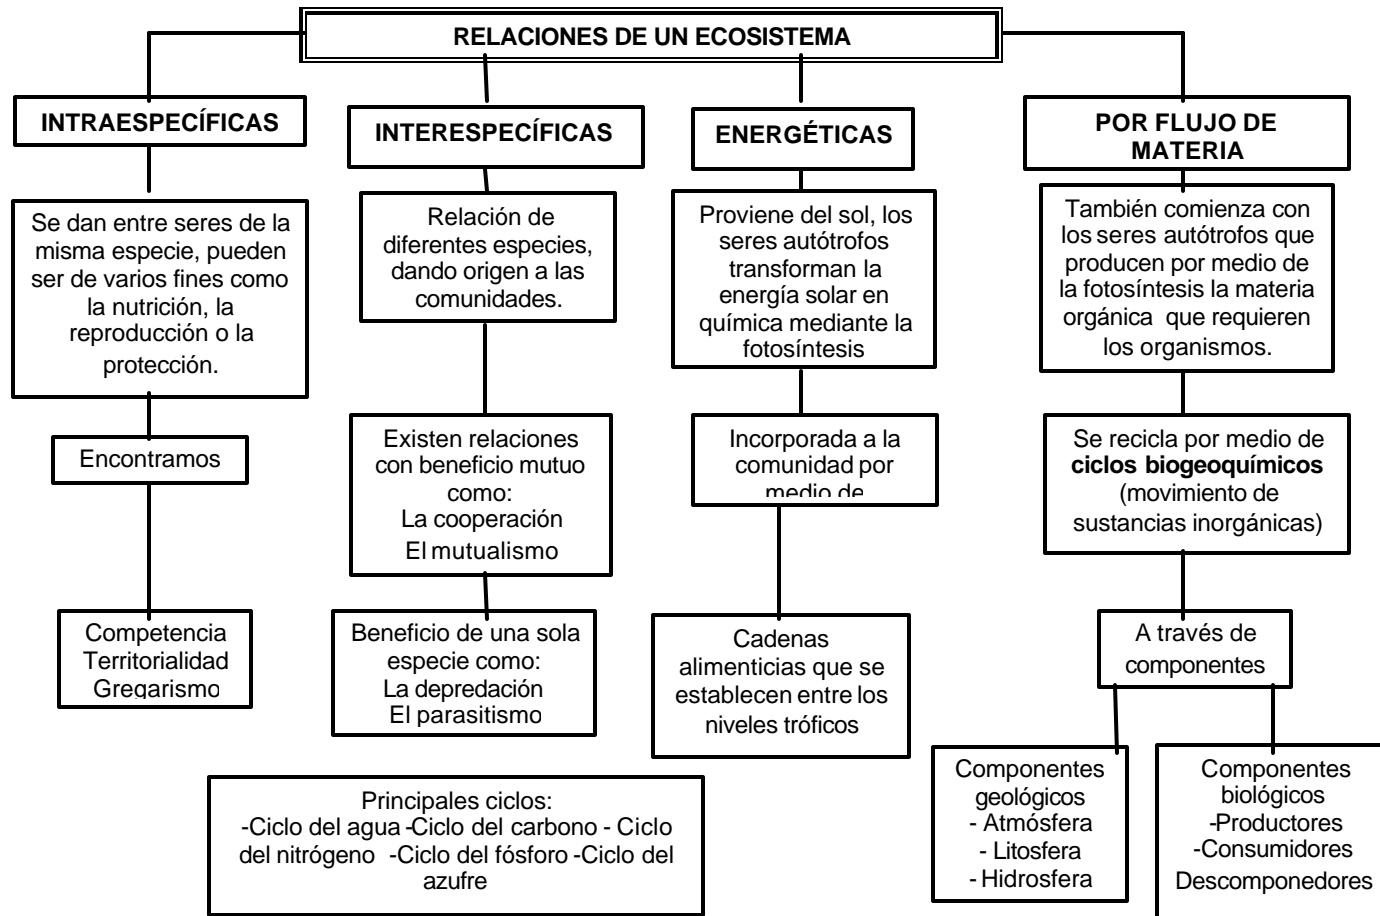 RELACIONES DE UN ECOSISTEMA
INTRAESPECÍFICAS
Se dan entre seres de la
misma especie, pueden
ser de varios fines como
la nutrición, la
reproducción o la
protección.
Encontramos
Competencia
Territorialidad
Gregarismo
INTERESPECÍFICAS
Relación de
diferentes especies,
dando origen a las
comunidades.
Existen relaciones
con beneficio mutuo
como:
La cooperación
El mutualismo
Beneficio de una sola
especie como:
La depredación
El parasitismo
ENERGÉTICAS
Proviene del sol, los
seres autótrofos
transforman la
energía solar en
química mediante la
fotosíntesis
Incorporada a la
comunidad por
medio de
Cadenas
alimenticias que se
establecen entre los
niveles tróficos
POR FLUJO DE
MATERIA
También comienza con
los seres autótrofos que
producen por medio de
la fotosíntesis la materia
orgánica que requieren
los organismos.
Se recicla por medio de
ciclos biogeoquímicos
(movimiento de
sustancias inorgánicas)
A través de
componentes
Componentes
geológicos
- Atmósfera
- Litosfera
- Hidrosfera
Componentes
biológicos
-Productores
-Consumidores
Descomponedores
Principales ciclos:
-Ciclo del agua -Ciclo del carbono - Ciclo
del nitrógeno -Ciclo del fósforo -Ciclo del
azufre